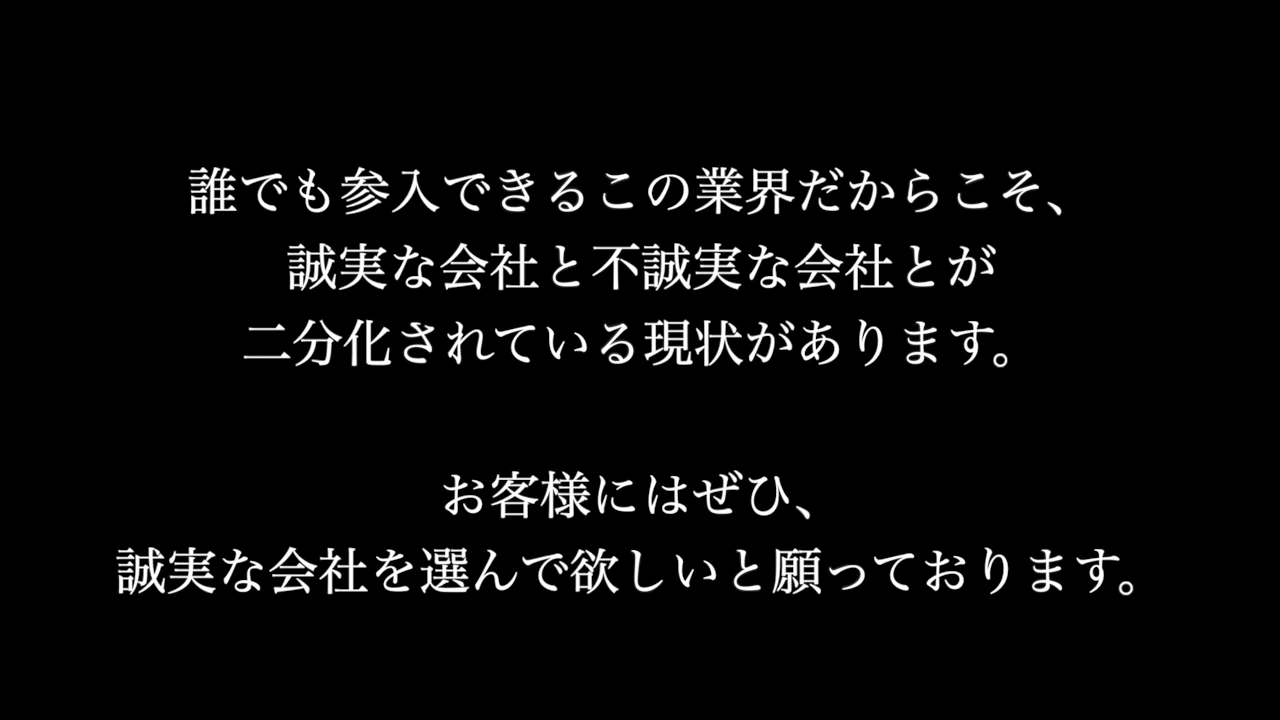 誰でも参入できるこの業界だからこそ、
誠実な会社と不誠実な会社とが
二分化されている現状があります。
お客様にはぜひ、
誠実な会社を選んで欲しいと願っております。